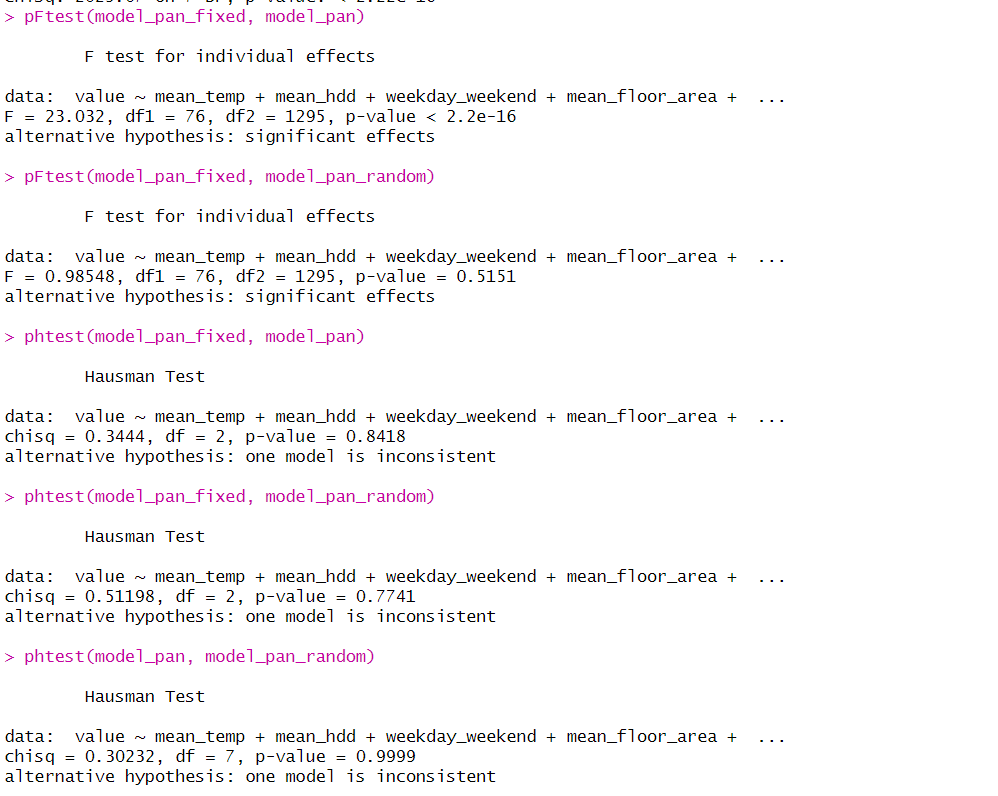 > pFtest(model_pan_fixed, model_pan)
F test for individual effects
data:  value ~ mean_temp + mean_hdd + weekday_weekend + mean_floor_area +  ...
F = 23.032, df1 = 76, df2 = 1295, p-value < 2.2e-16
alternative hypothesis: significant effects
> pFtest(model_pan_fixed, model_pan_random)
F test for individual effects
data:  value ~ mean_temp + mean_hdd + weekday_weekend + mean_floor_area +  ...
F = 0.98548, df1 = 76, df2 = 1295, p-value = 0.5151
alternative hypothesis: significant effects
> phtest(model_pan_fixed, model_pan)
Hausman Test
data:  value ~ mean_temp + mean_hdd + weekday_weekend + mean_floor_area +  ...
chisq = 0.3444, df = 2, p-value = 0.8418
alternative hypothesis: one model is inconsistent
> phtest(model_pan_fixed, model_pan_random)
Hausman Test
data:  value ~ mean_temp + mean_hdd + weekday_weekend + mean_floor_area +  ...
chisq = 0.51198, df = 2, p-value = 0.7741
alternative hypothesis: one model is inconsistent
> phtest(model_pan, model_pan_random)
Hausman Test
data:  value ~ mean_temp + mean_hdd + weekday_weekend + mean_floor_area +  ...
chisq = 0.30232, df = 7, p-value = 0.9999
alternative hypothesis: one model is inconsistent